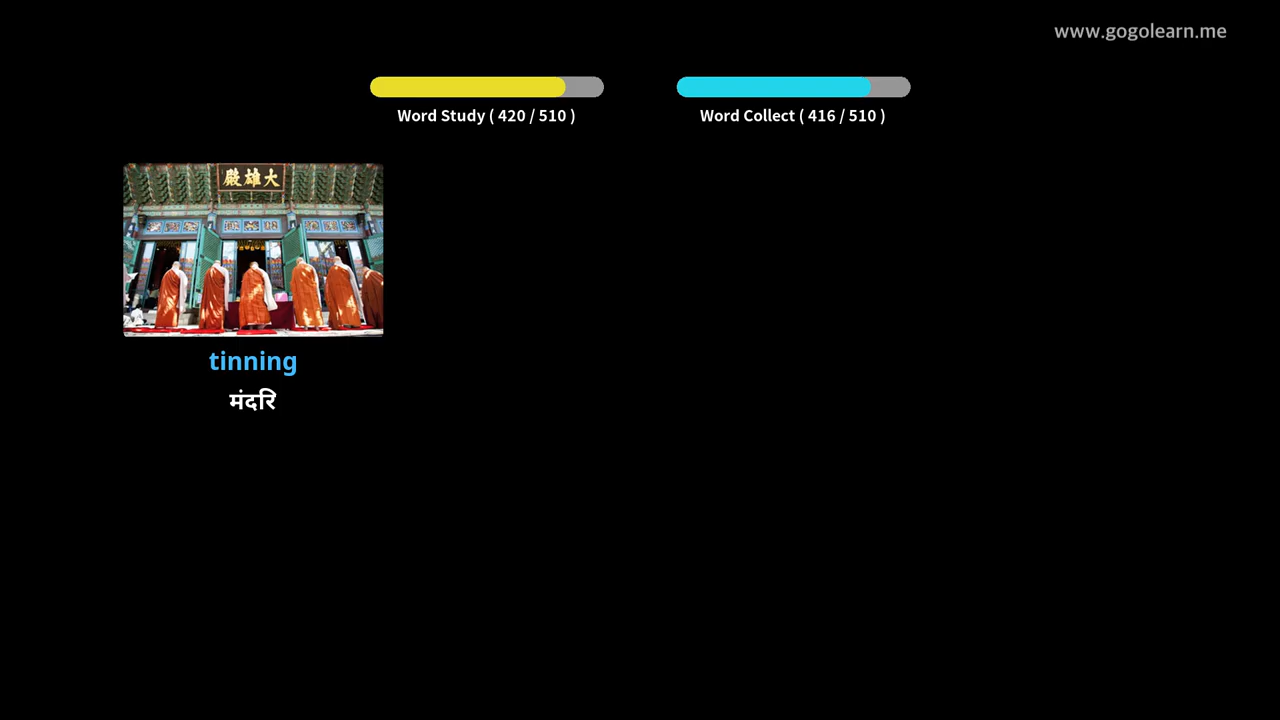 www.gogolearn.me
Word Study ( 420 / 510 )
Word Collect ( 416 / 510 )
殿雄大
tinning
मंदरि